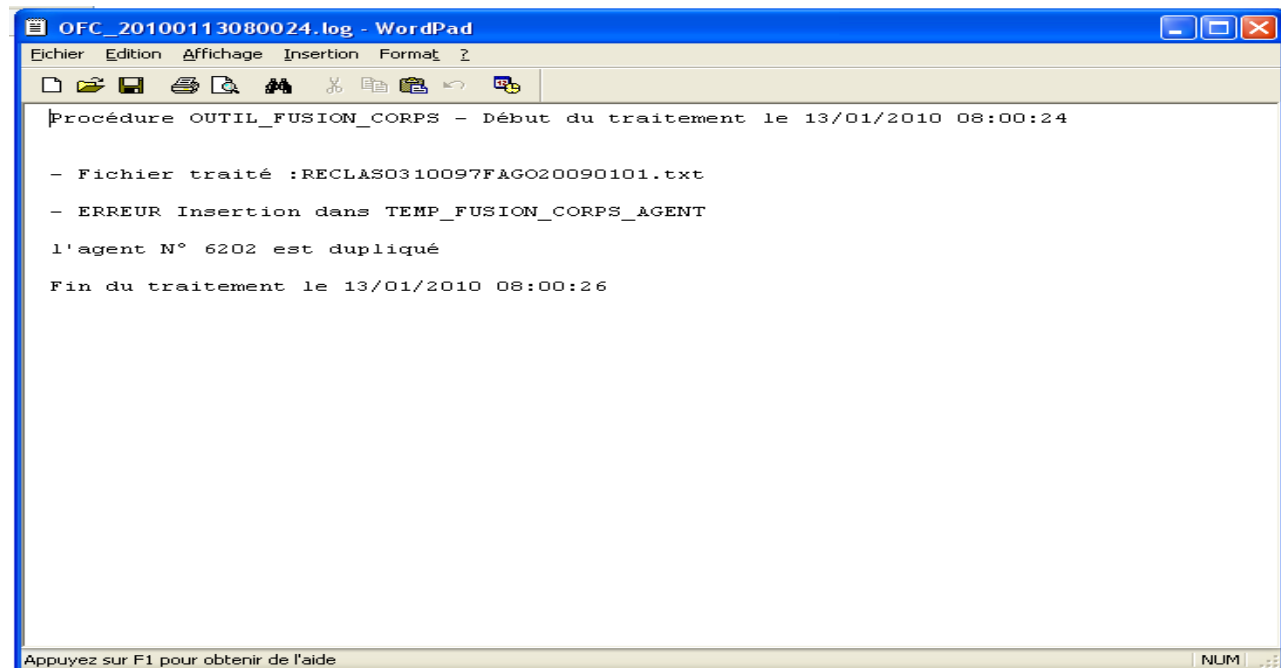 OFC_20100113080024.log - WordPad
Fichier Edition Affichage Insertion Format ?
Procédure OUTIL_FUSION_CORPS – Début du traitement le 13/01/2010 08:00:24
– Fichier traité :RECLAS0310097FAGO20090101.txt
– ERREUR Insertion dans TEMP_FUSION_CORPS_AGENT
l'agent N° 6202 est dupliqué
Fin du traitement le 13/01/2010 08:00:26
Appuyez sur F1 pour obtenir de l'aide NUM